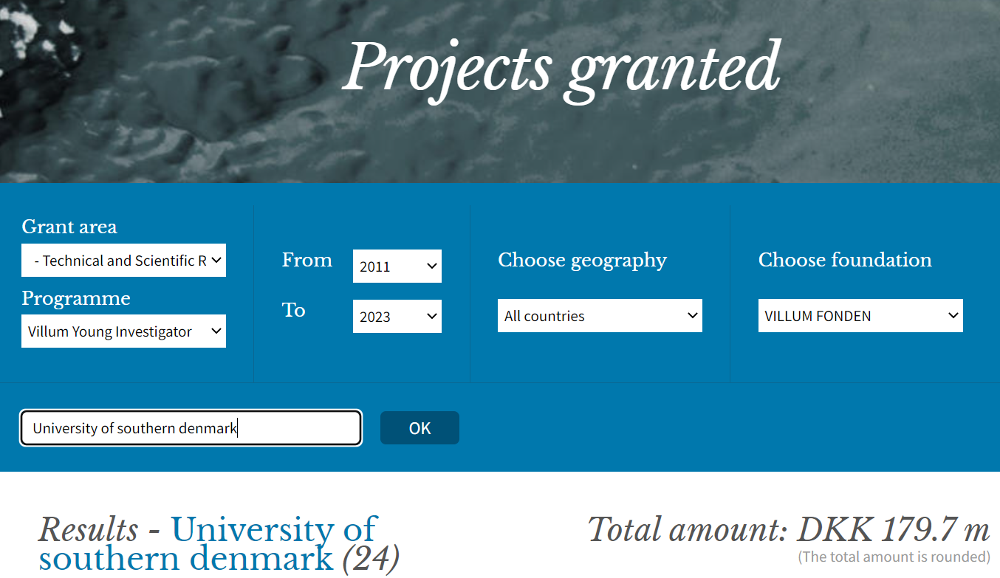 Projects granted
Grant area
- Technical and Scientific R
Programme
Villum Young Investigator
From
2011
To
2023
Choose geography
All countries
Choose foundation
VILLUM FONDEN
University of southern denmark
OK
Results - University of
southern denmark (24)
Total amount: DKK 179.7 m
(The total amount is rounded)